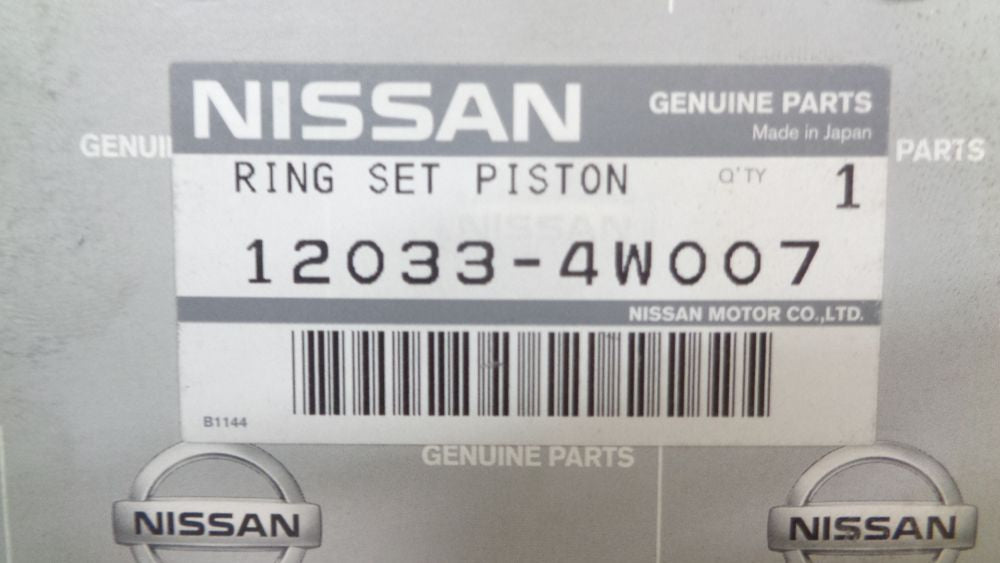 NISSAN
GENUINE PARTS
Made in Japan
GENUI
PARTS
RING SET PISTON
Q'TY
1
12033-4W007
NISSAN MOTOR CO.,LTD.
B1144
GENUINE PARTS
NISSAN
NISSAN